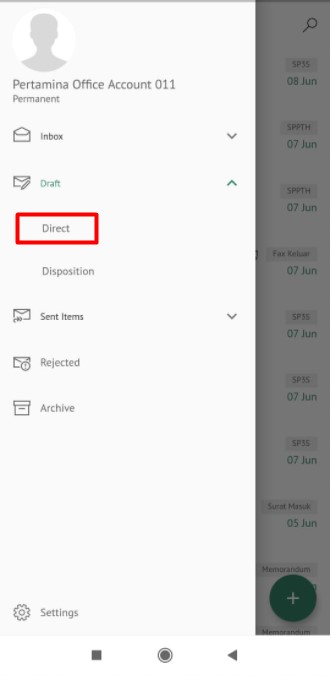 Pertamina Office Account 011
Permanent
Inbox
Draft
Direct
Disposition
Sent Items
Rejected
Archive
Settings
SP3S
08 Jun
SPPTH
07 Jun
SPPTH
07 Jun
Fax Keluar
07 Jun
SP3S
07 Jun
SP3S
07 Jun
SP3S
07 Jun
Surat Masuk
05 Jun
Memorandum
+
Memorandum